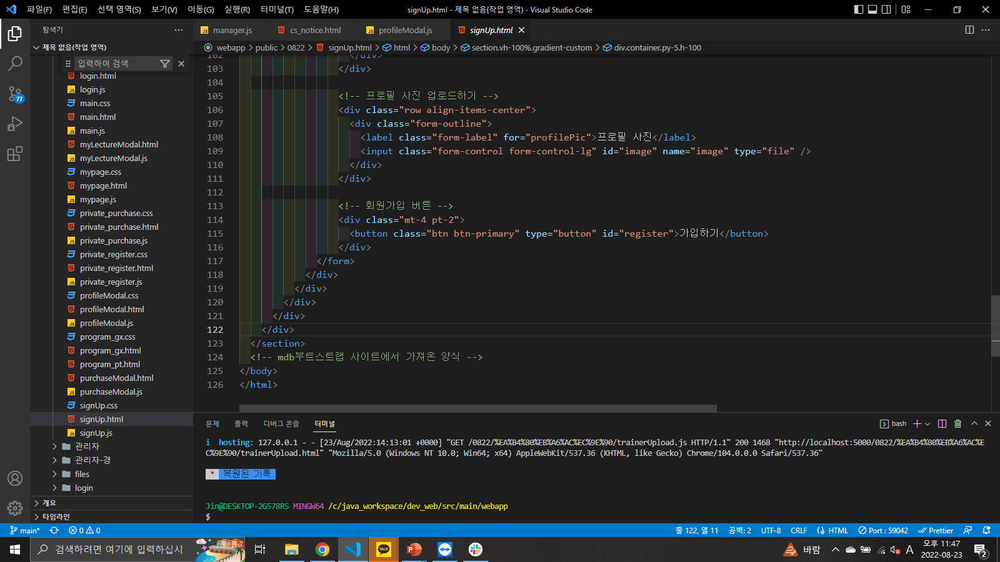 파일(F) 편집(E) 선택 영역(S) 보기(V) 이동(G) 실행(R) 터미널(T) 도움말(H)
signUp.html - 제목 없음(작업 영역) - Visual Studio Code
탐색기
제목 없음(작업 영역)
입력하여 검색
login.html
login.js
main.css
main.html
main.js
myLectureModal.html
myLectureModal.js
mypage.css
mypage.html
mypage.js
private_purchase.css
private_purchase.html
private_purchase.js
private_register.css
private_register.html
private_register.js
profileModal.css
profileModal.html
profileModal.js
program_gx.css
program_gx.html
program_pt.html
purchaseModal.html
purchaseModal.js
signUp.css
signUp.html
signUp.js
관리자
관리자-경
files
login
개요
타임라인
77
manager.js cs_notice.html profileModal.js signUp.html
webapp > public > 0822 > signUp.html > html > body > section.vh-100%.gradient-custom > div.container.py-5.h-100
102 </div>
103 </div>
104
105 <!-- 프로필 사진 업로드하기 -->
106 <div class="row align-items-center">
107 <div class="form-outline">
108 <label class="form-label" for="profilePic">프로필 사진</label>
109 <input class="form-control form-control-lg" id="image" name="image" type="file" />
110 </div>
111 </div>
112
113 <!-- 회원가입 버튼 -->
114 <div class="mt-4 pt-2">
115 <button class="btn btn-primary" type="button" id="register">가입하기</button>
116 </div>
117 </form>
118 </div>
119 </div>
120 </div>
121 </div>
122 </div>
123 </section>
124 <!-- mdb부트스트랩 사이트에서 가져온 양식 -->
125 </body>
126 </html>
문제 출력 디버그 콘솔 터미널
bash
i hosting: 127.0.0.1 - - [23/Aug/2022:14:13:01 +0000] "GET /0822/%EA%B4%80%EB%A6%AC%EC%9E%90/trainerUpload.js HTTP/1.1" 200 1468 "http://localhost:5000/0822/%EA%B4%80%EB%A6%AC%E
C%9E%90/trainerUpload.html" "Mozilla/5.0 (Windows NT 10.0; Win64; x64) AppleWebKit/537.36 (KHTML, like Gecko) Chrome/104.0.0.0 Safari/537.36"
* 복원된 기록
Jin@DESKTOP-2G578R5 MINGW64 /c/java_workspace/dev_web/src/main/webapp
$
main* 0 0
줄 122, 열 11 공백: 2 UTF-8 CRLF HTML Port : 59042 Prettier
검색하려면 여기에 입력하십시
TALK
바람
A
오후 11:47
2022-08-23
2